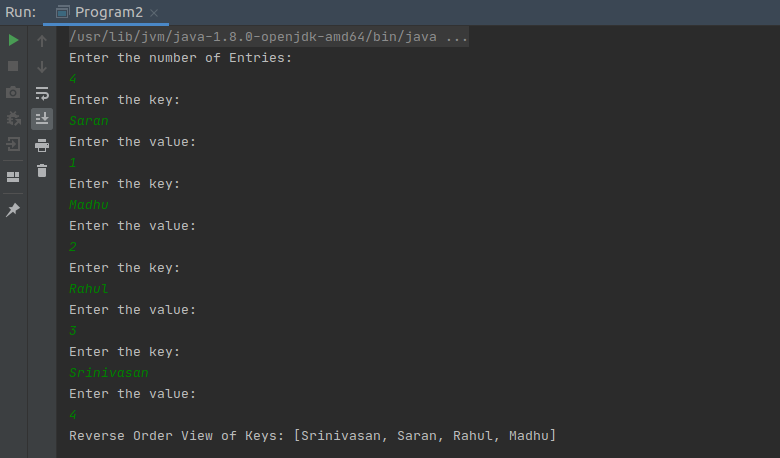 Run: Program2
/usr/lib/jvm/java-1.8.0-openjdk-amd64/bin/java ...
Enter the number of Entries:
4
Enter the key:
Saran
Enter the value:
1
Enter the key:
Madhu
Enter the value:
2
Enter the key:
Rahul
Enter the value:
3
Enter the key:
Srinivasan
Enter the value:
4
Reverse Order View of Keys: [Srinivasan, Saran, Rahul, Madhu]